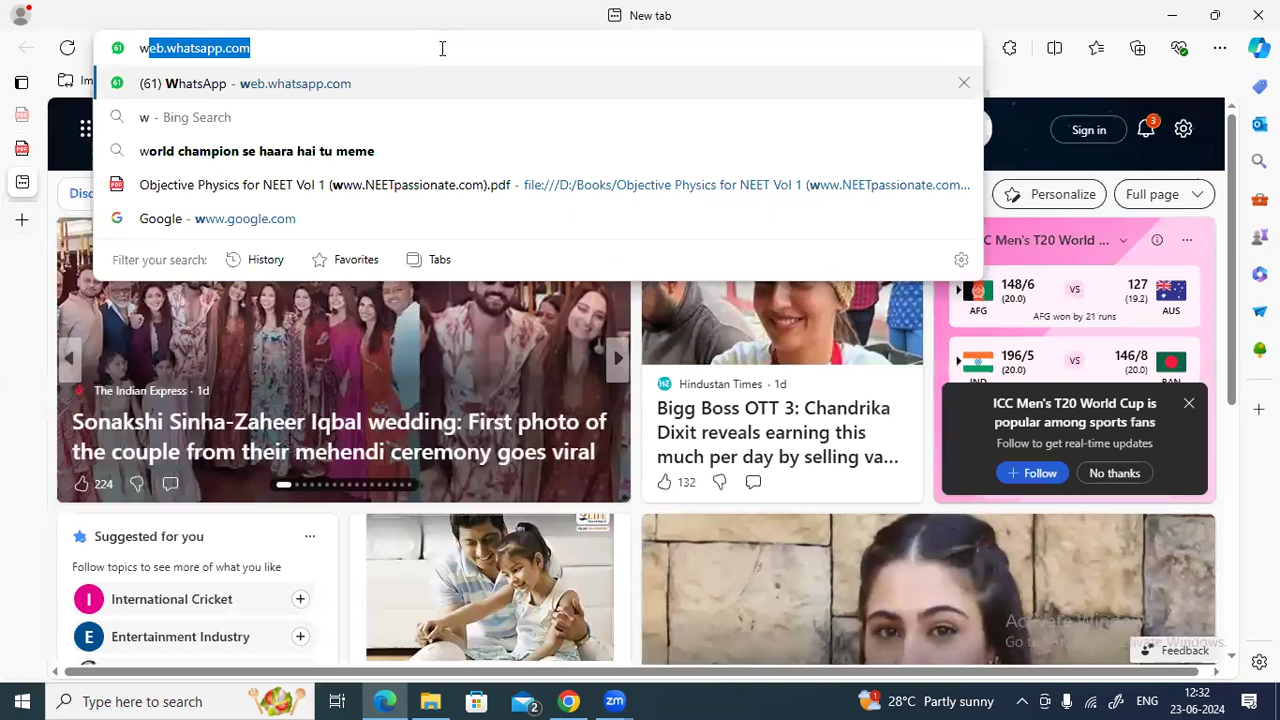 New tab
web.whatsapp.com
(61) WhatsApp - web.whatsapp.com
w - Bing Search
world champion se haara hai tu meme
Objective Physics for NEET Vol 1 (www.NEETpassionate.com).pdf - file:///D:/Books/Objective Physics for NEET Vol 1 (www.NEETpassionate.com...
Google - www.google.com
Filter your search:
History
Favorites
Tabs
Im
Sign in
3
Disc
Personalize
Full page
The Indian Express · 1d
Sonakshi Sinha-Zaheer Iqbal wedding: First photo of
the couple from their mehendi ceremony goes viral
224
Hindustan Times · 1d
Bigg Boss OTT 3: Chandrika
Dixit reveals earning this
much per day by selling va...
132
C Men's T20 World ...
148/6
(20.0)
VS
127
(19.2)
AFG
AUS
AFG won by 21 runs
196/5
(20.0)
VS
146/8
(20.0)
ICC Men's T20 World Cup is
popular among sports fans
Follow to get real-time updates
+ Follow
No thanks
Suggested for you
Follow topics to see more of what you like
I
International Cricket
E
Entertainment Industry
Feedback
Type here to search
2
1
28°C Partly sunny
ENG
12:32
23-06-2024